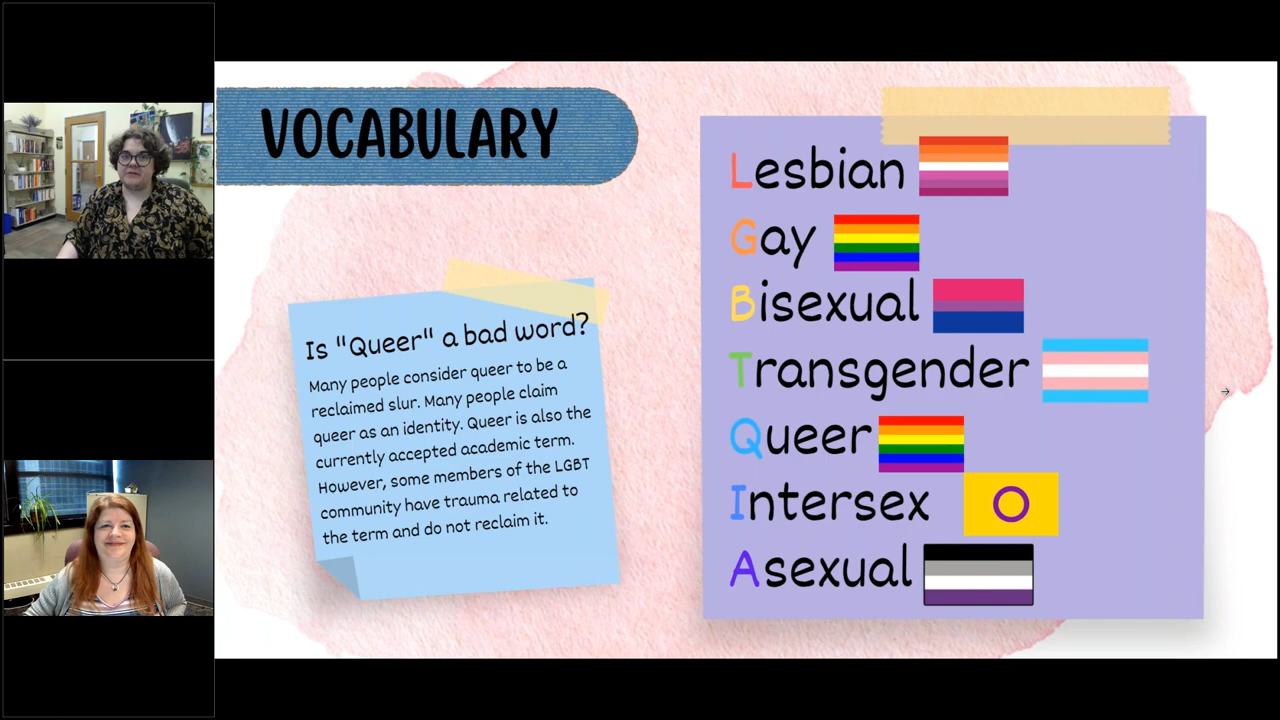 VOCABULARY
Is "Queer" a bad word?
Many people consider queer to be a
reclaimed slur. Many people claim
queer as an identity. Queer is also the
currently accepted academic term.
However, some members of the LGBT
community have trauma related to
the term and do not reclaim it.
Lesbian
Gay
Bisexual
Transgender
Queer
Intersex
Asexual